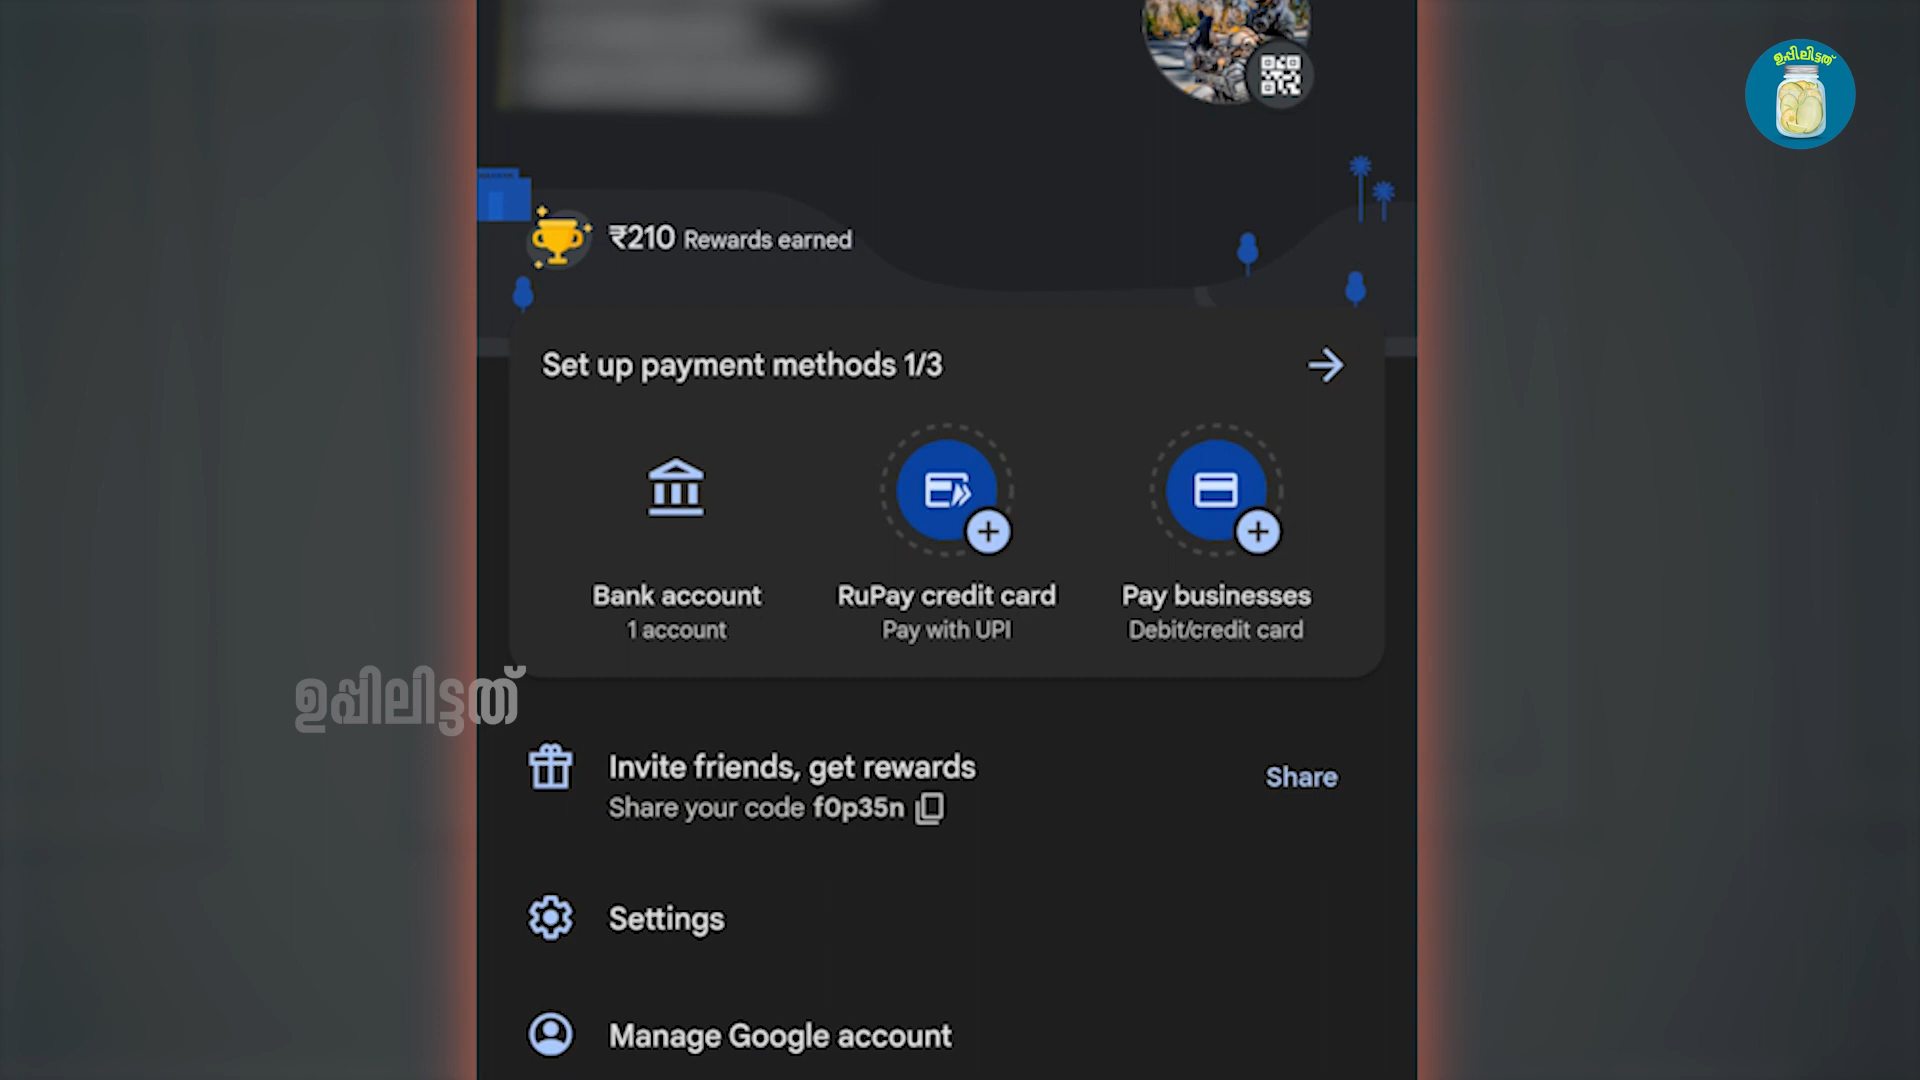 ഉപ്പിലിട്ടത്
₹210 Rewards earned
Set up payment methods 1/3
Bank account
1 account
RuPay credit card
Pay with UPI
Pay businesses
Debit/credit card
ഉപ്പിലിട്ടത്
Invite friends, get rewards
Share your code f0p35n
Share
Settings
Manage Google account